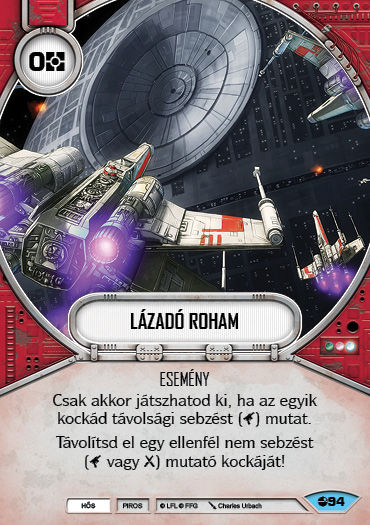 0
LÁZADÓ ROHAM
ESEMÉNY
Csak akkor játszhatod ki, ha az egyik
kockád távolsági sebzést ( ) mutat.
Távolítsd el egy ellenfél nem sebzést
( vagy ) mutató kockáját!
HŐS PIROS © LFL © FFG Charles Urbach 94